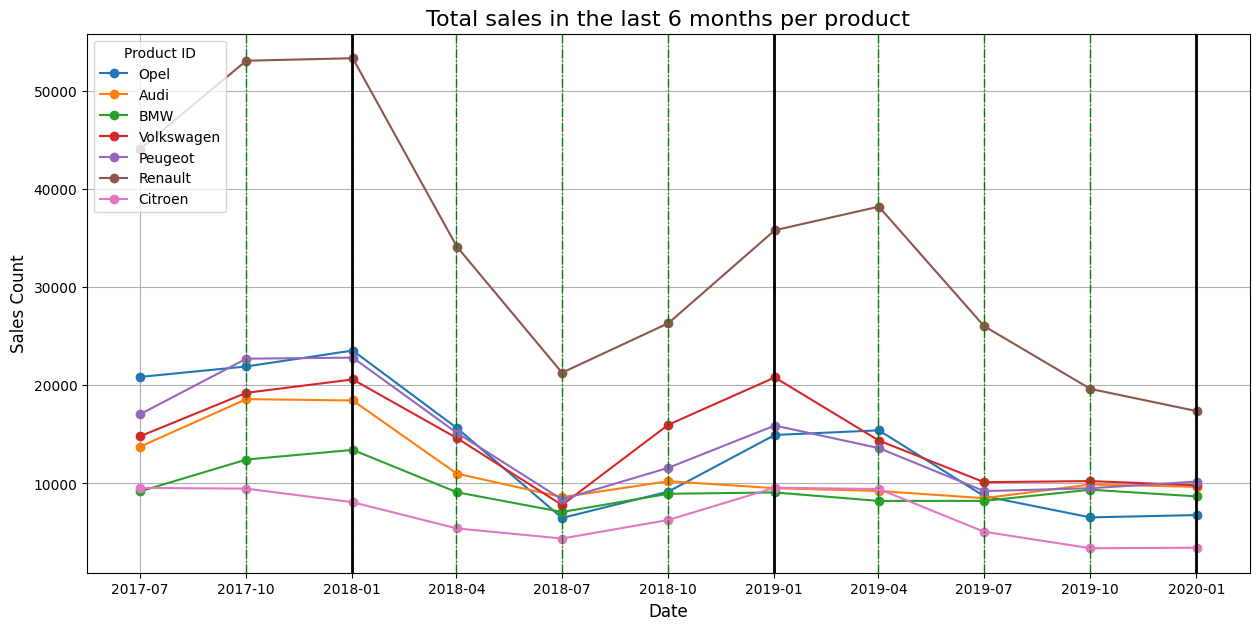 Total sales in the last 6 months per product
Product ID
Opel
Audi
BMW
Volkswagen
Peugeot
Renault
Citroen
Sales Count
50000
40000
30000
20000
10000
2017-07 2017-10 2018-01 2018-04 2018-07 2018-10 2019-01 2019-04 2019-07 2019-10 2020-01
Date